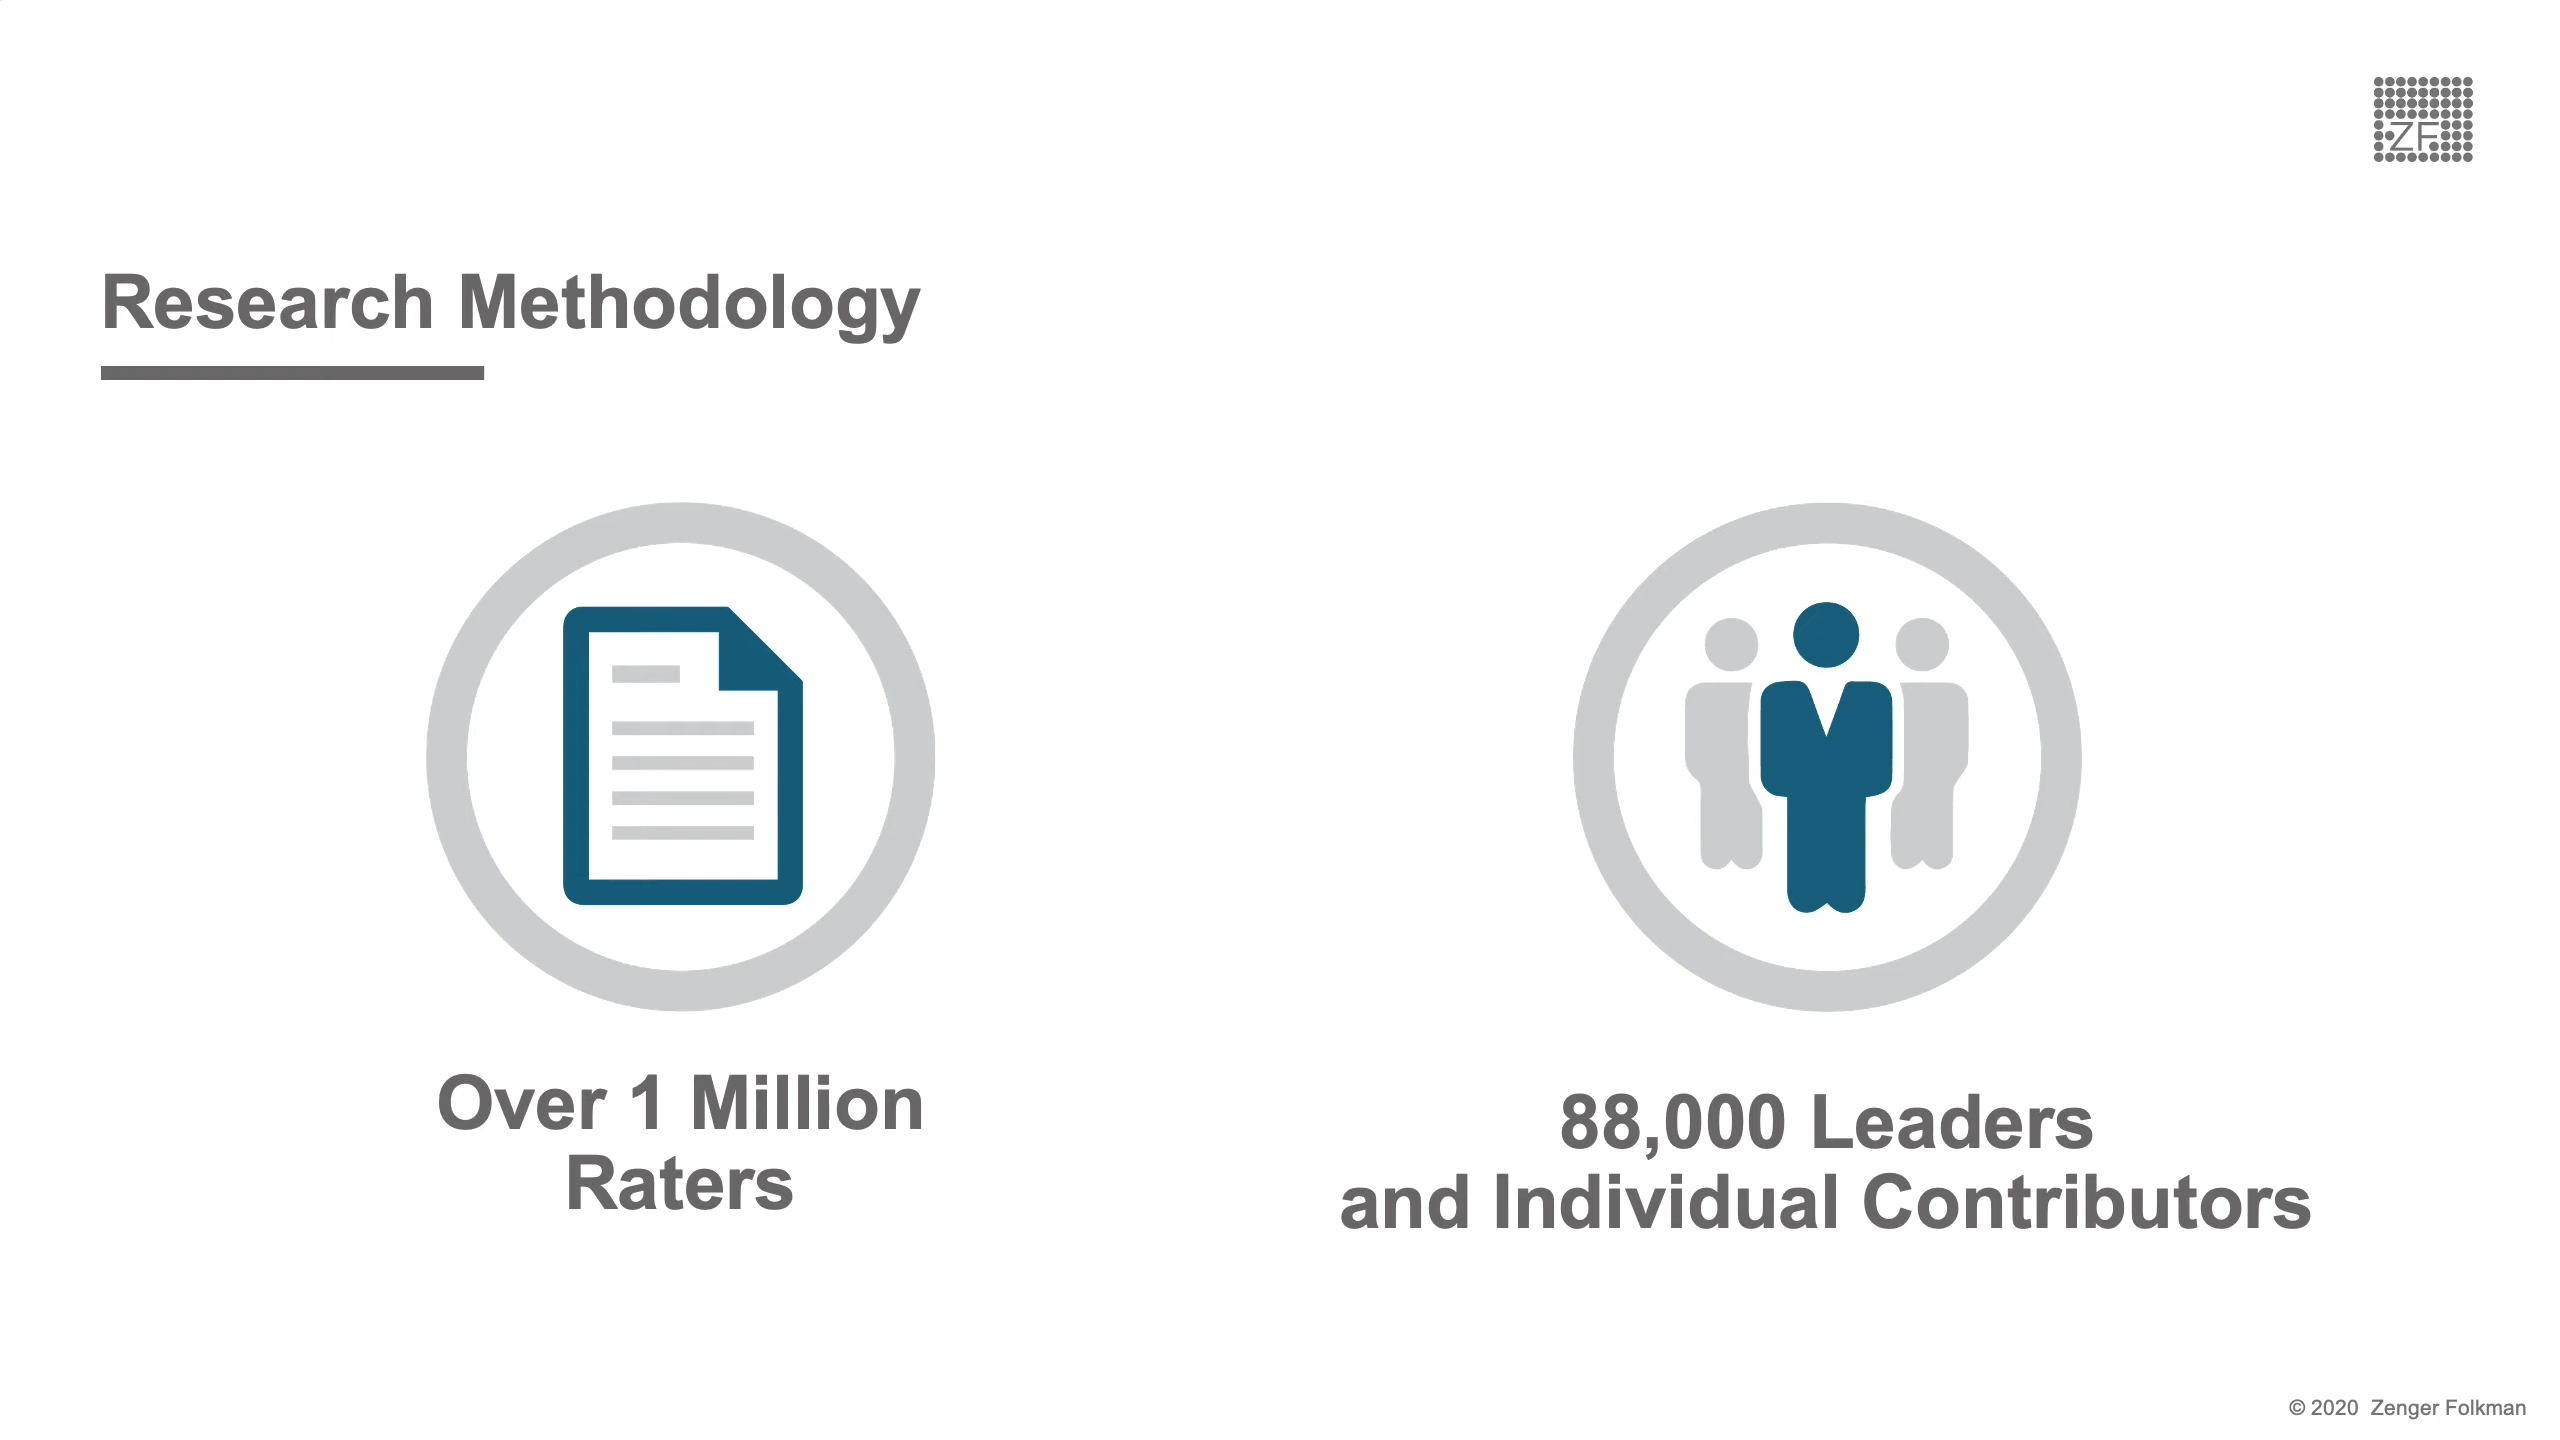 ZF
Research Methodology
Over 1 Million
Raters
88,000 Leaders
and Individual Contributors
© 2020 Zenger Folkman